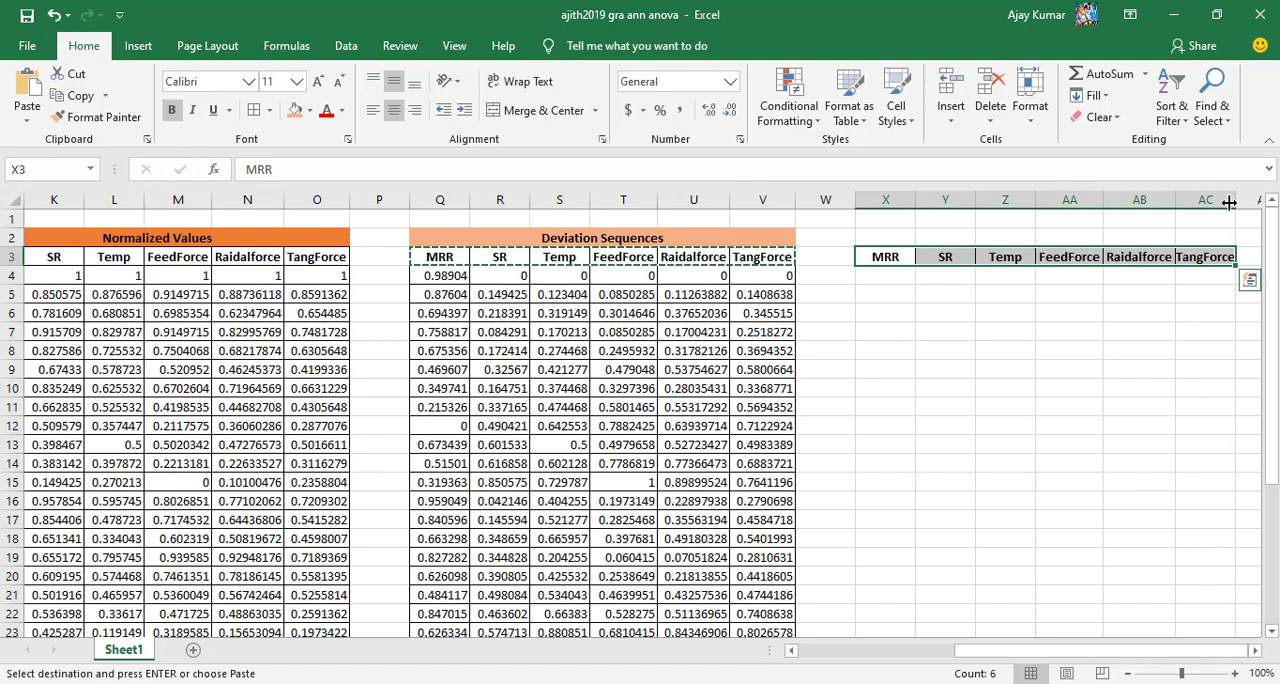 ajith2019 gra ann anova - Excel Ajay Kumar
File Home Insert Page Layout Formulas Data Review View Help Tell me what you want to do Share
Paste Cut Copy Format Painter Clipboard
Calibri 11 B I U Font
Wrap Text Merge & Center Alignment
General $ % , Number
Conditional Formatting Format as Table Cell Styles Styles
Insert Delete Format Cells
AutoSum Fill Clear Sort & Filter Find & Select Editing
X3 fx MRR
K L M N O P Q R S T U V W X Y Z AA AB AC
1
2 Normalized Values Deviation Sequences
3 SR Temp FeedForce Raidalforce TangForce MRR SR Temp FeedForce Raidalforce TangForce MRR SR Temp FeedForce Raidalforce TangForce
4 1 1 1 1 1 0.98904 0 0 0 0 0
5 0.850575 0.876596 0.9149715 0.88736118 0.8591362 0.87604 0.149425 0.123404 0.0850285 0.11263882 0.1408638
6 0.781609 0.680851 0.6985354 0.62347964 0.654485 0.694397 0.218391 0.319149 0.3014646 0.37652036 0.345515
7 0.915709 0.829787 0.9149715 0.82995769 0.7481728 0.758817 0.084291 0.170213 0.0850285 0.17004231 0.2518272
8 0.827586 0.725532 0.7504068 0.68217874 0.6305648 0.675356 0.172414 0.274468 0.2495932 0.31782126 0.3694352
9 0.67433 0.578723 0.520952 0.46245373 0.4199336 0.469607 0.32567 0.421277 0.479048 0.53754627 0.5800664
10 0.835249 0.625532 0.6702604 0.71964569 0.6631229 0.349741 0.164751 0.374468 0.3297396 0.28035431 0.3368771
11 0.662835 0.525532 0.4198535 0.44682708 0.4305648 0.215326 0.337165 0.474468 0.5801465 0.55317292 0.5694352
12 0.509579 0.357447 0.2117575 0.36060286 0.2877076 0 0.490421 0.642553 0.7882425 0.63939714 0.7122924
13 0.398467 0.5 0.5020342 0.47276573 0.5016611 0.673439 0.601533 0.5 0.4979658 0.52723427 0.4983389
14 0.383142 0.397872 0.2213181 0.22633527 0.3116279 0.51501 0.616858 0.602128 0.7786819 0.77366473 0.6883721
15 0.149425 0.270213 0 0.10100476 0.2358804 0.319363 0.850575 0.729787 1 0.89899524 0.7641196
16 0.957854 0.595745 0.8026851 0.77102062 0.7209302 0.959049 0.042146 0.404255 0.1973149 0.22897938 0.2790698
17 0.854406 0.478723 0.7174532 0.64436806 0.5415282 0.840596 0.145594 0.521277 0.2825468 0.35563194 0.4584718
18 0.651341 0.334043 0.602319 0.50819672 0.4598007 0.663298 0.348659 0.665957 0.397681 0.49180328 0.5401993
19 0.655172 0.795745 0.939585 0.92948176 0.7189369 0.827282 0.344828 0.204255 0.060415 0.07051824 0.2810631
20 0.609195 0.574468 0.7461351 0.78186145 0.5581395 0.626098 0.390805 0.425532 0.2538649 0.21813855 0.4418605
21 0.501916 0.465957 0.5360049 0.56742464 0.5255814 0.484117 0.498084 0.534043 0.4639951 0.43257536 0.4744186
22 0.536398 0.33617 0.471725 0.48863035 0.2591362 0.847015 0.463602 0.66383 0.528275 0.51136965 0.7408638
23 0.425287 0.119149 0.3189585 0.15653094 0.1973422 0.626334 0.574713 0.880851 0.6810415 0.84346906 0.8026578
Sheet1
Select destination and press ENTER or choose Paste Count: 6 100%